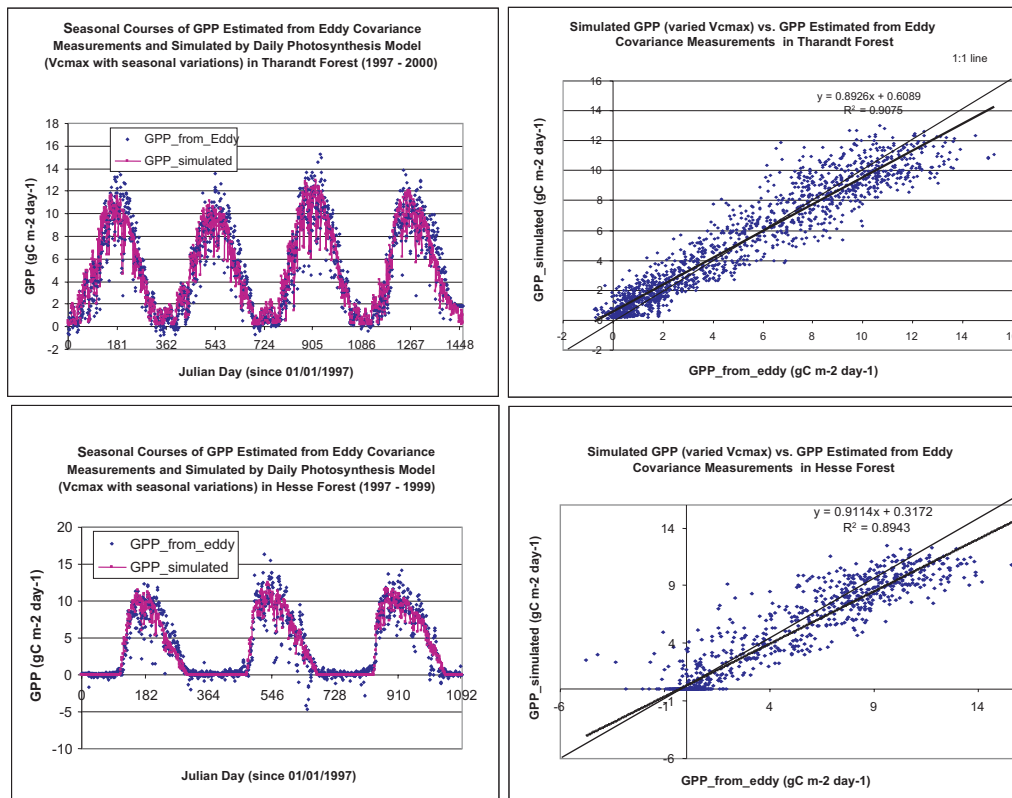 Seasonal Courses of GPP Estimated from Eddy Covariance
Measurements and Simulated by Daily Photosynthesis Model
(Vcmax with seasonal variations) in Tharandt Forest (1997 - 2000)
18
16
14
12
10
8
6
4
2
0
-2
GPP_from_Eddy
GPP_simulated
GPP (gC m-2 day-1)
0 181 362 543 724 905 1086 1267 1448
Julian Day (since 01/01/1997)
Simulated GPP (varied Vcmax) vs. GPP Estimated from Eddy
Covariance Measurements in Tharandt Forest
1:1 line
y = 0.8926x + 0.6089
R² = 0.9075
16
14
12
10
8
6
4
2
0
-2
GPP_simulated (gC m-2 day-1)
-2 0 2 4 6 8 10 12 14 16
GPP_from_eddy (gC m-2 day-1)
Seasonal Courses of GPP Estimated from Eddy Covariance
Measurements and Simulated by Daily Photosynthesis Model
(Vcmax with seasonal variations) in Hesse Forest (1997 - 1999)
20
15
10
5
0
-5
-10
GPP_from_eddy
GPP_simulated
GPP (gC m-2 day-1)
0 182 364 546 728 910 1092
Julian Day (since 01/01/1997)
Simulated GPP (varied Vcmax) vs. GPP Estimated from Eddy
Covariance Measurements in Hesse Forest
y = 0.9114x + 0.3172
R² = 0.8943
14
9
4
-1
-6
GPP_simulated (gC m-2 day-1)
-6 -1 4 9 14
GPP_from_eddy (gC m-2 day-1)